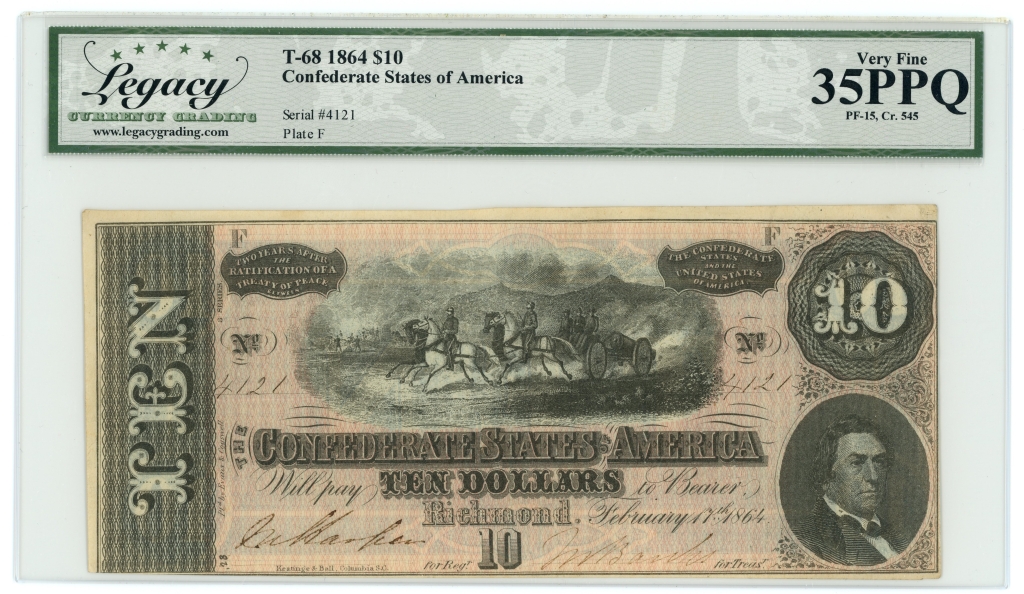 Legacy
CURRENCY GRADING
www.legacygrading.com
T-68 1864 $10
Confederate States of America
Serial #4121
Plate F
Very Fine
35PPQ
PF-15, Cr. 545
F
F
TWO YEARS AFTER
THE
RATIFICATION OF A
TREATY OF PEACE
BETWEEN
THE CONFEDERATE
STATES
AND THE
UNITED STATES
OF AMERICA
10
TEN
SERIES
No
No
4121
4121
THE
CONFEDERATE STATES OF AMERICA
Will pay TEN DOLLARS to Bearer.
Richmond. February 17th 1864
10
for Regr.
for Treasr.
Keatinge & Ball, Columbia S.C.